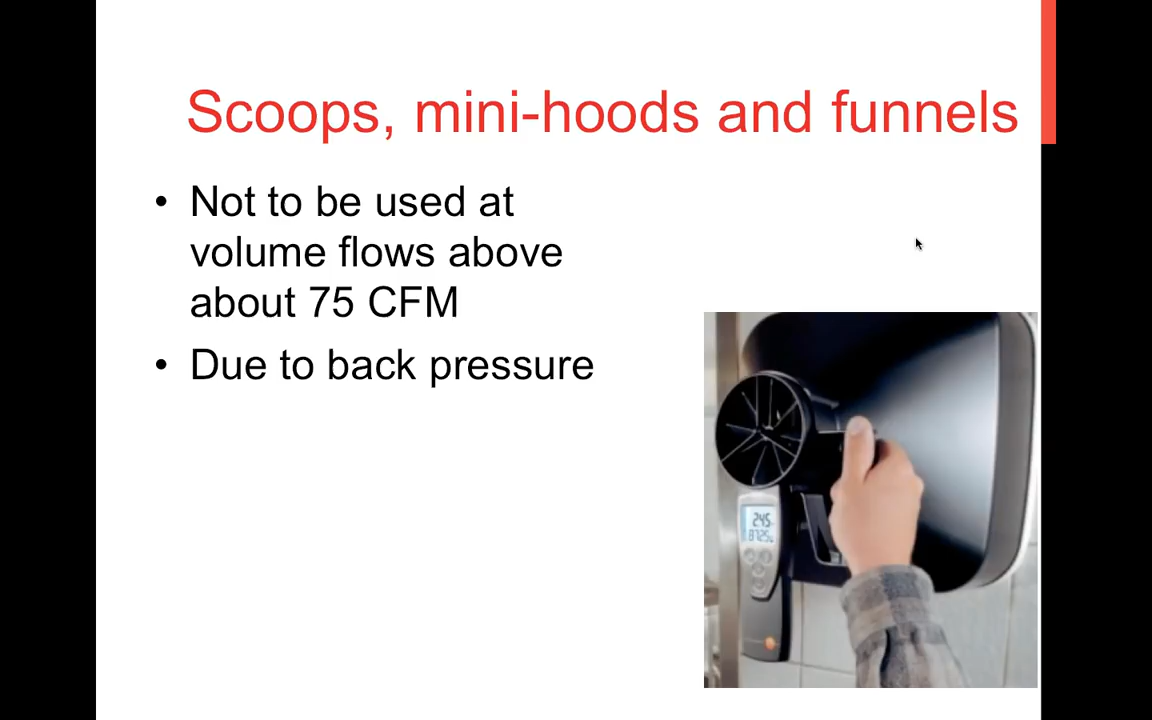 Scoops, mini-hoods and funnels
• Not to be used at
volume flows above
about 75 CFM
• Due to back pressure
245